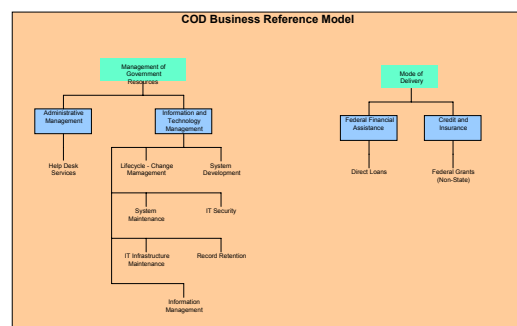 COD Business Reference Model
Management of
Government
Resources
Mode of
Delivery
Administrative
Management
Information and
Technology
Management
Federal Financial
Assistance
Credit and
Insurance
Help Desk
Services
Lifecycle - Change
Management
System
Development
Direct Loans
Federal Grants
(Non-State)
System
Maintenance
IT Security
IT Infrastructure
Maintenance
Record Retention
Information
Management